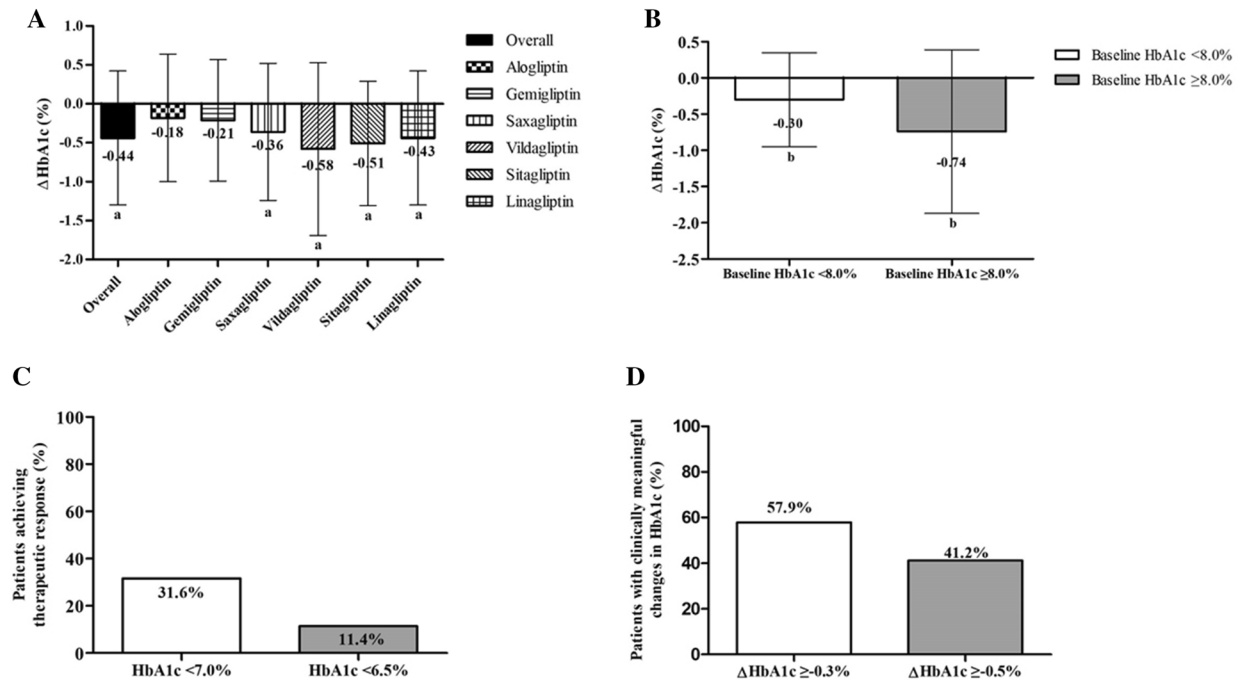 A
ΔHbA1c (%)
1.0
0.5
0.0
-0.5
-1.0
-1.5
-2.0
-0.44
-0.18
-0.21
-0.36
-0.58
-0.51
-0.43
a
a
a
a
a
Overall
Alogliptin
Gemigliptin
Saxagliptin
Vildagliptin
Sitagliptin
Linagliptin
Overall
Alogliptin
Gemigliptin
Saxagliptin
Vildagliptin
Sitagliptin
Linagliptin
B
ΔHbA1c (%)
0.5
0.0
-0.5
-1.0
-1.5
-2.0
-2.5
-0.30
-0.74
b
b
Baseline HbA1c <8.0%
Baseline HbA1c ≥8.0%
Baseline HbA1c <8.0%
Baseline HbA1c ≥8.0%
C
Patients achieving
therapeutic response (%)
100
80
60
40
20
0
31.6%
11.4%
HbA1c <7.0%
HbA1c <6.5%
D
Patients with clinically meaningful
changes in HbA1c (%)
100
80
60
40
20
0
57.9%
41.2%
ΔHbA1c ≥-0.3%
ΔHbA1c ≥-0.5%